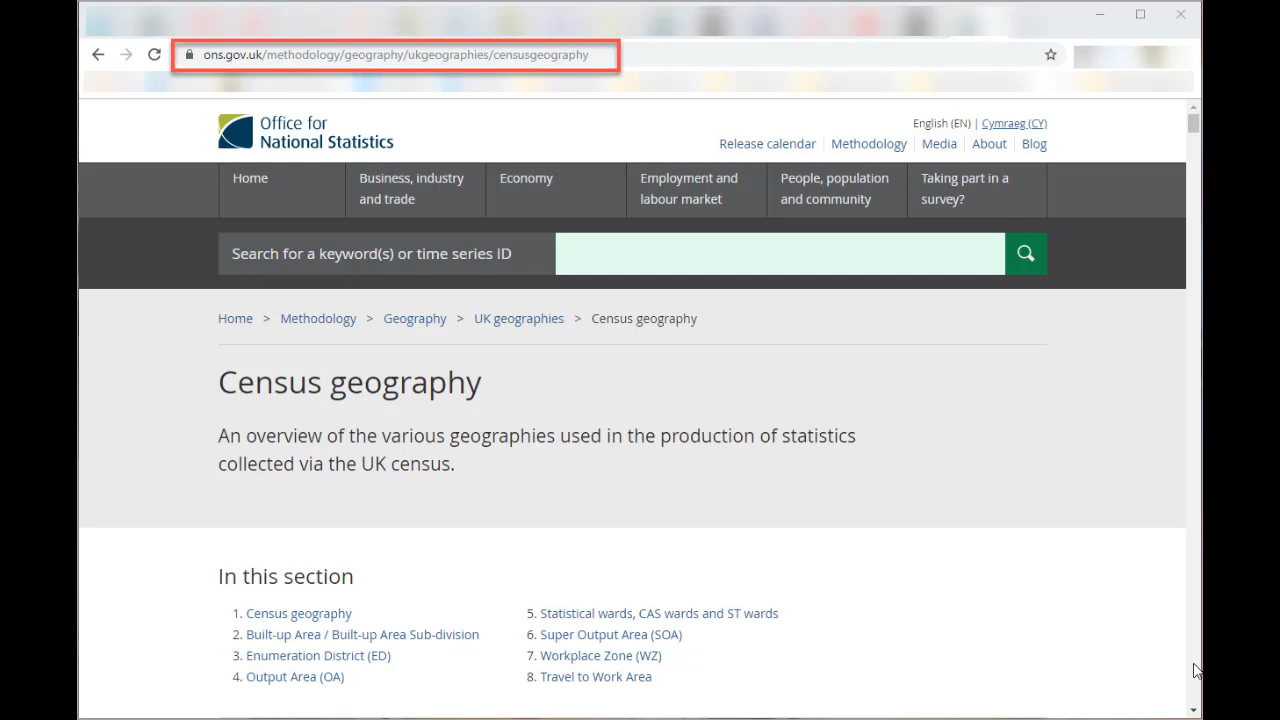 ons.gov.uk/methodology/geography/ukgeographies/censusgeography
Office for
National Statistics
English (EN) | Cymraeg (CY)
Release calendar
Methodology
Media
About
Blog
Home
Business, industry
and trade
Economy
Employment and
labour market
People, population
and community
Taking part in a
survey?
Search for a keyword(s) or time series ID
Home > Methodology > Geography > UK geographies > Census geography
Census geography
An overview of the various geographies used in the production of statistics
collected via the UK census.
In this section
1. Census geography
2. Built-up Area / Built-up Area Sub-division
3. Enumeration District (ED)
4. Output Area (OA)
5. Statistical wards, CAS wards and ST wards
6. Super Output Area (SOA)
7. Workplace Zone (WZ)
8. Travel to Work Area